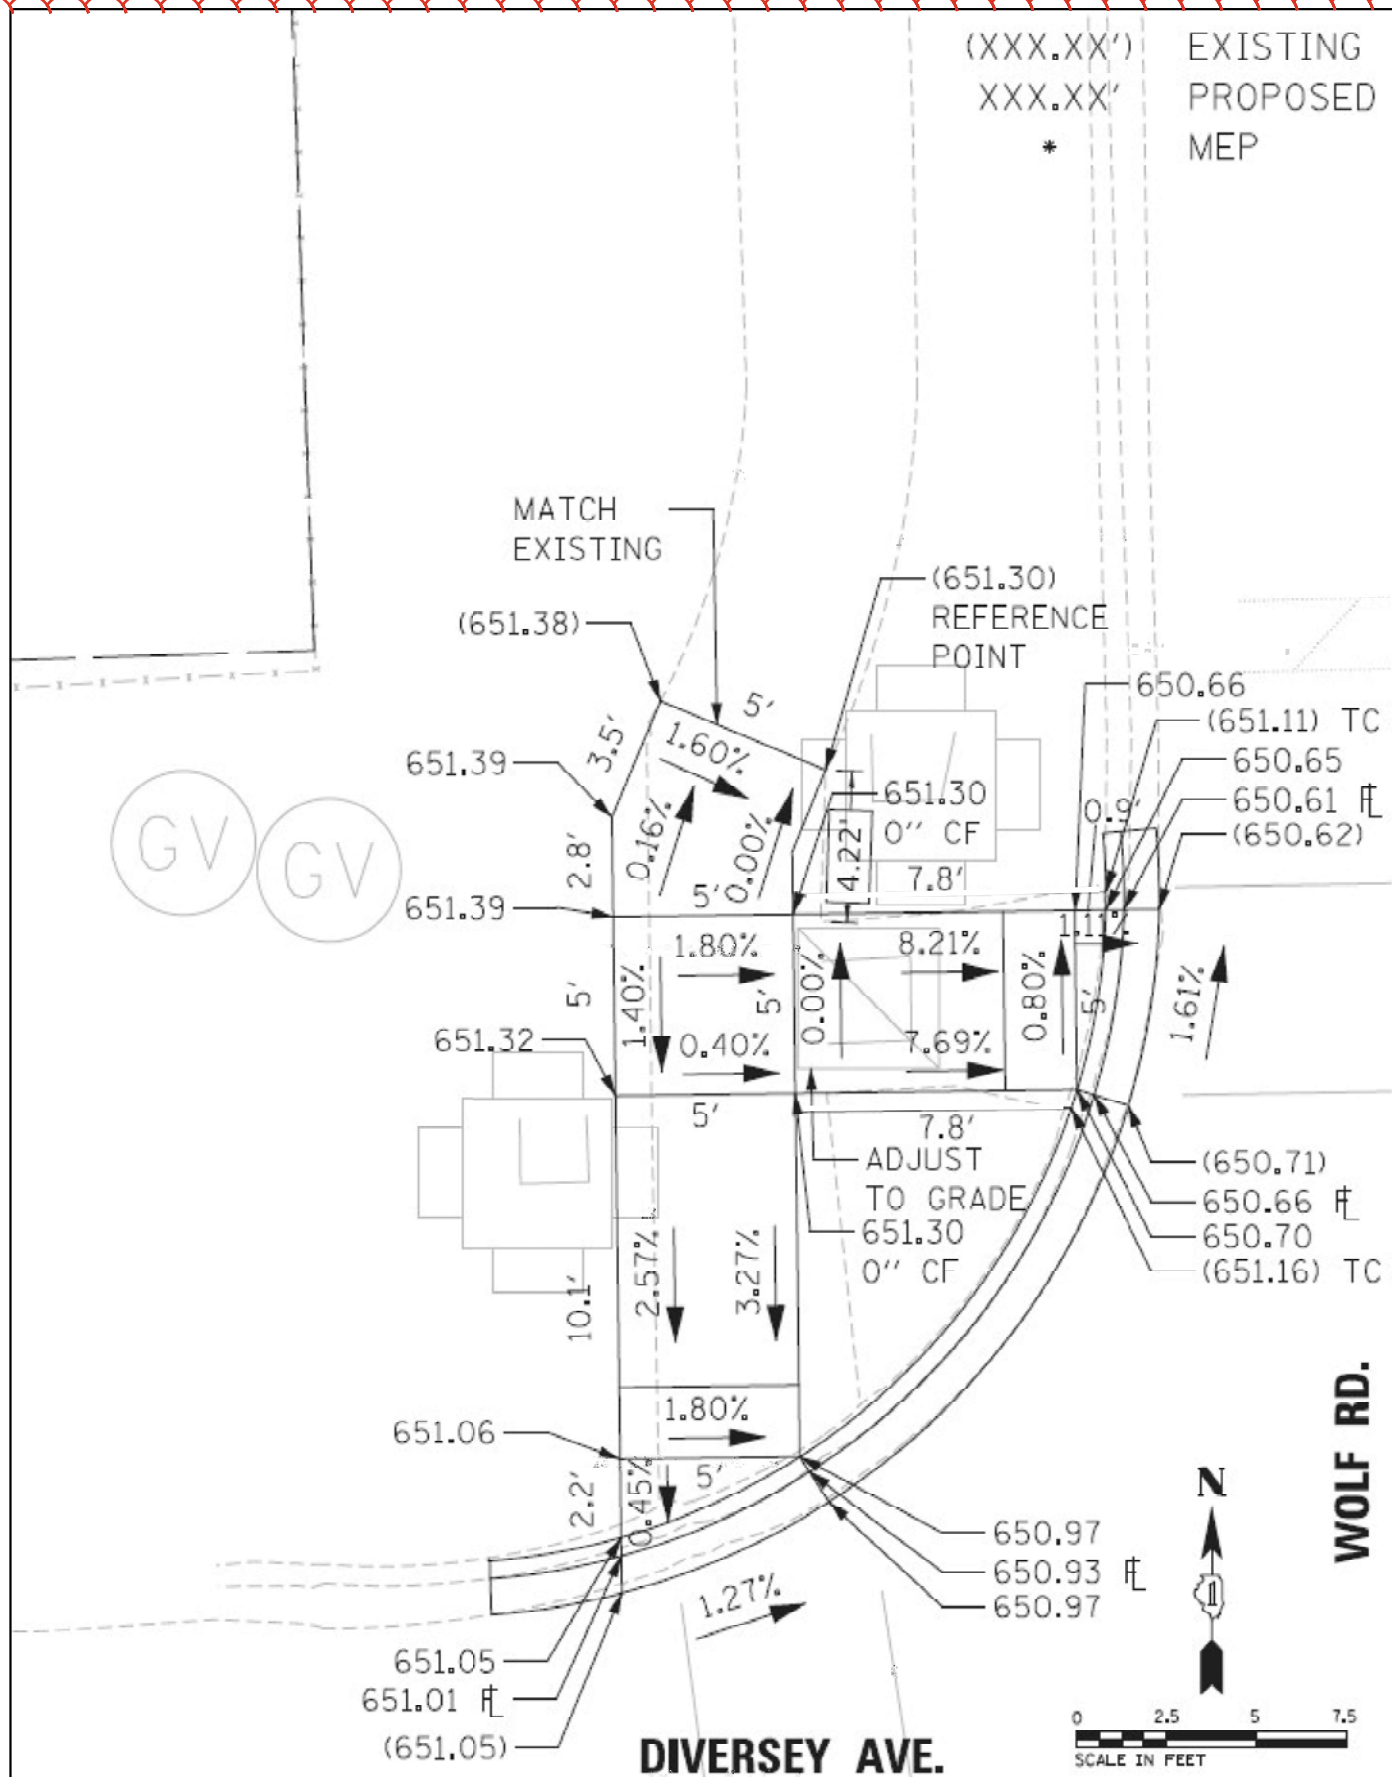 (XXX.XX') EXISTING
XXX.XX' PROPOSED
* MEP
MATCH
EXISTING
(651.30)
REFERENCE
POINT
(651.38)
5'
3.5'
1.60%
650.66
(651.11) TC
651.39
650.65
651.30
0" CF
0.9'
650.61 FL
(650.62)
GV
GV
2.8'
0.16%
0.00%
4.22'
7.8'
651.39
5'
1.80%
8.21%
1.11%
5'
1.40%
5'
0.00%
0.80%
5'
1.61%
651.32
0.40%
7.69%
5'
7.8'
ADJUST
TO GRADE
651.30
0" CF
(650.71)
650.66 FL
650.70
(651.16) TC
10.1'
2.57%
3.27%
1.80%
651.06
2.2'
0.45%
5'
650.97
650.93 FL
650.97
1.27%
651.05
651.01 FL
(651.05)
WOLF RD.
N
1
DIVERSEY AVE.
0 2.5 5 7.5
SCALE IN FEET